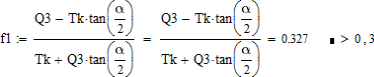 f1 := (Q3 − Tk·tan(α/2))/(Tk + Q3·tan(α/2)) = (Q3 − Tk·tan(α/2))/(Tk + Q3·tan(α/2)) = 0.327 ▪ > 0,3